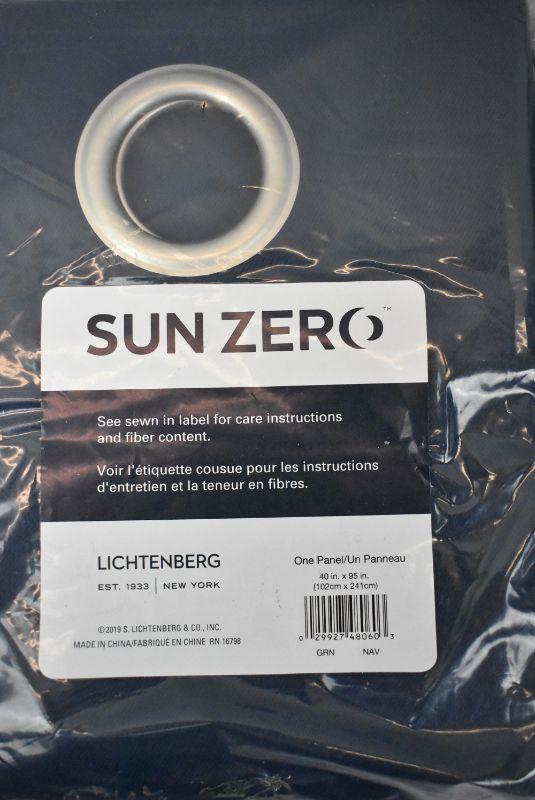 SUN ZERO™
See sewn in label for care instructions
and fiber content.
Voir l'étiquette cousue pour les instructions
d'entretien et la teneur en fibres.
LICHTENBERG
EST. 1933 | NEW YORK
©2019 S. LICHTENBERG & CO., INC.
MADE IN CHINA/FABRIQUÉ EN CHINE RN 16798
One Panel/Un Panneau
40 in. x 95 in.
(102cm x 241cm)
0 29927 48060 3
GRN NAV